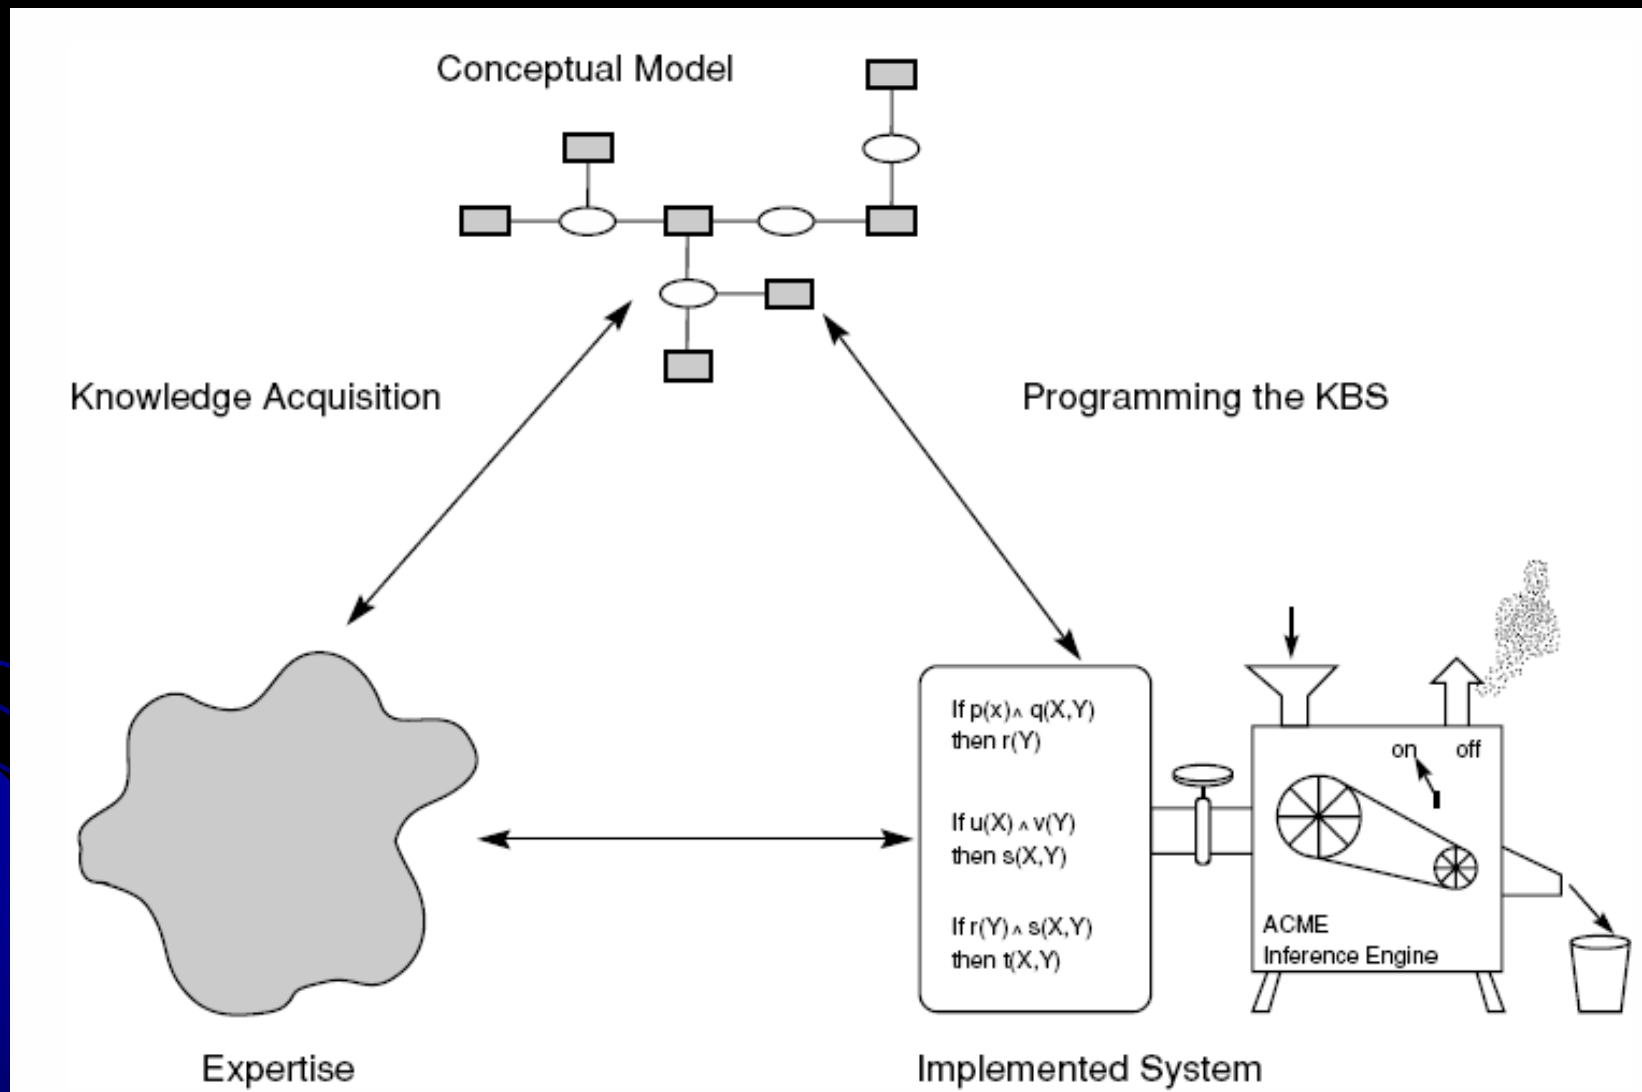 Conceptual Model
Knowledge Acquisition
Programming the KBS
If p(x)∧ q(X,Y)
then r(Y)
If u(X) ∧ v(Y)
then s(X,Y)
If r(Y) ∧ s(X,Y)
then t(X,Y)
on off
ACME
Inference Engine
Expertise
Implemented System